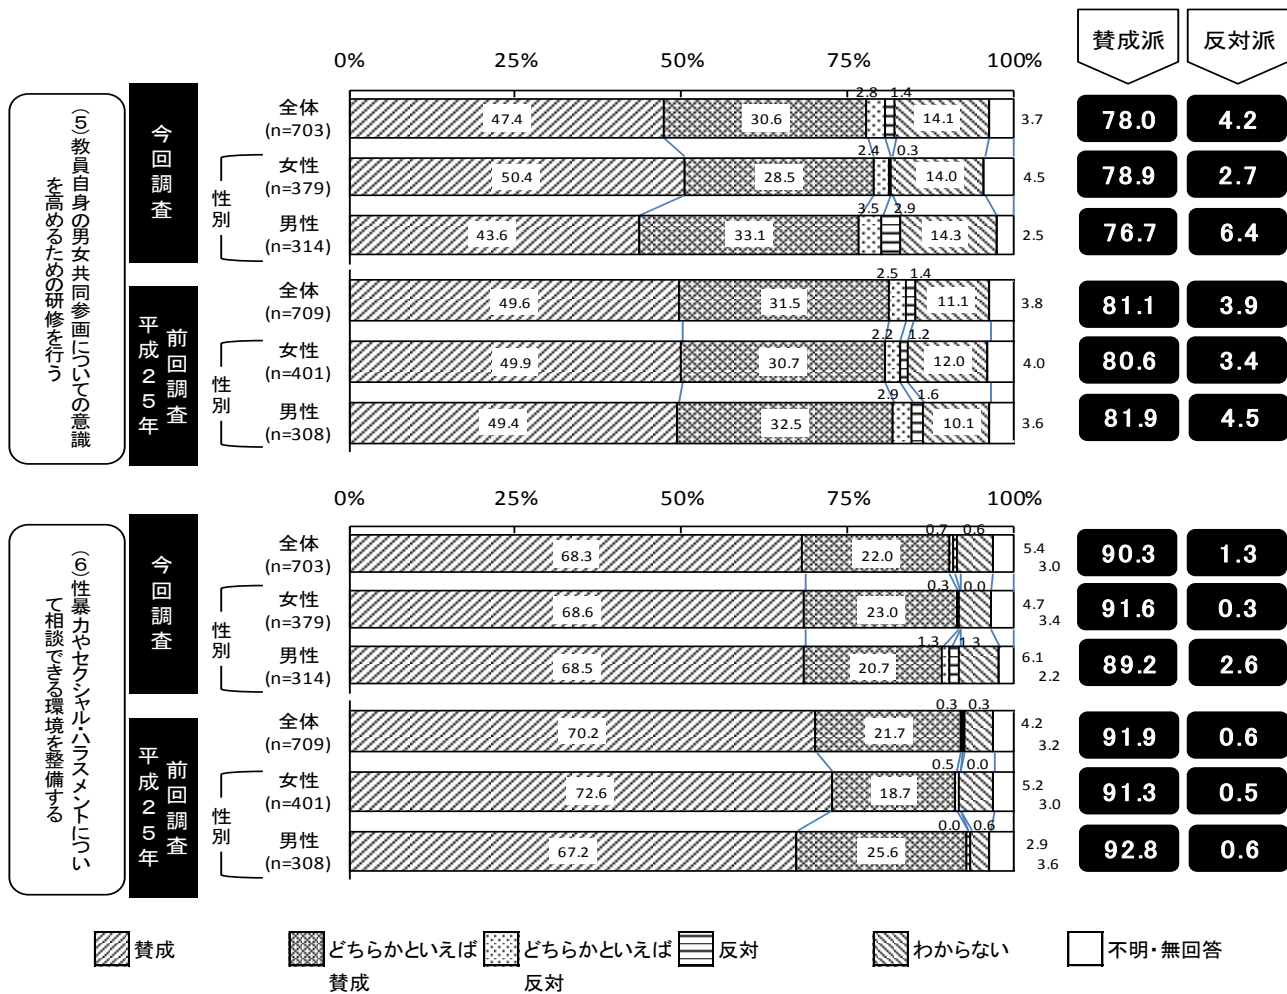 賛成派 反対派
0% 25% 50% 75% 100%
(5)教員自身の男女共同参画についての意識
を高めるための研修を行う
今回調査
全体
(n=703)
47.4 30.6 2.8 1.4 14.1 3.7 78.0 4.2
性別
女性
(n=379)
50.4 28.5 2.4 0.3 14.0 4.5 78.9 2.7
男性
(n=314)
43.6 33.1 3.5 2.9 14.3 2.5 76.7 6.4
前回調査
平成25年
全体
(n=709)
49.6 31.5 2.5 1.4 11.1 3.8 81.1 3.9
性別
女性
(n=401)
49.9 30.7 2.2 1.2 12.0 4.0 80.6 3.4
男性
(n=308)
49.4 32.5 2.9 1.6 10.1 3.6 81.9 4.5
0% 25% 50% 75% 100%
(6)性暴力やセクシャル・ハラスメントについ
て相談できる環境を整備する
今回調査
全体
(n=703)
68.3 22.0 0.7 0.6 5.4 3.0 90.3 1.3
性別
女性
(n=379)
68.6 23.0 0.3 0.0 4.7 3.4 91.6 0.3
男性
(n=314)
68.5 20.7 1.3 1.3 6.1 2.2 89.2 2.6
前回調査
平成25年
全体
(n=709)
70.2 21.7 0.3 0.3 4.2 3.2 91.9 0.6
性別
女性
(n=401)
72.6 18.7 0.5 0.0 5.2 3.0 91.3 0.5
男性
(n=308)
67.2 25.6 0.0 0.6 2.9 3.6 92.8 0.6
賛成 どちらかといえば どちらかといえば 反対 わからない 不明・無回答
賛成 反対